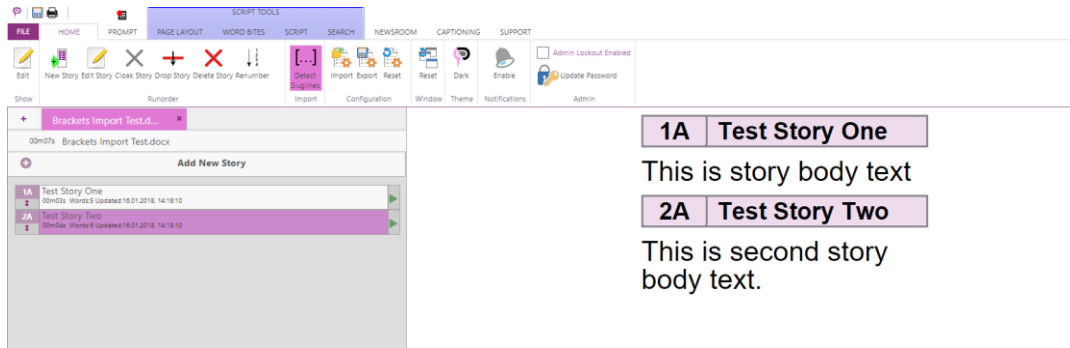 SCRIPT TOOLS
FILE HOME PROMPT PAGE LAYOUT WORD BITES SCRIPT SEARCH NEWSROOM CAPTIONING SUPPORT
[...] Admin Lockout Enabled
Update Password
Edit New Story Edit Story Cloak Story Drop Story Delete Story Renumber Detect Sluglines Import Export Reset Reset Dark Enable
Show Runorder Import Configuration Window Theme Notifications Admin
+ Brackets Import Test.d... ×
00m07s Brackets Import Test.docx
Add New Story
1A Test Story One
00m03s Words:5 Updated:16.01.2018, 14:18:10
2A Test Story Two
00m04s Words:6 Updated:16.01.2018, 14:18:10
1A Test Story One
This is story body text
2A Test Story Two
This is second story
body text.